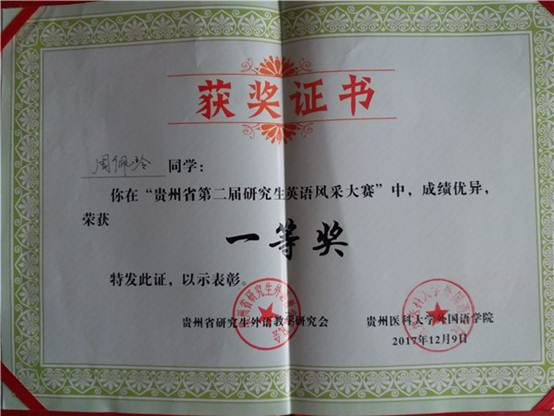 获奖证书
周佩玲 同学：
你在“贵州省第二届研究生英语风采大赛”中，成绩优异，
荣获
一等奖
特发此证，以示表彰。
贵州省研究生外语教学研究会
贵州医科大学外国语学院
2017年12月9日